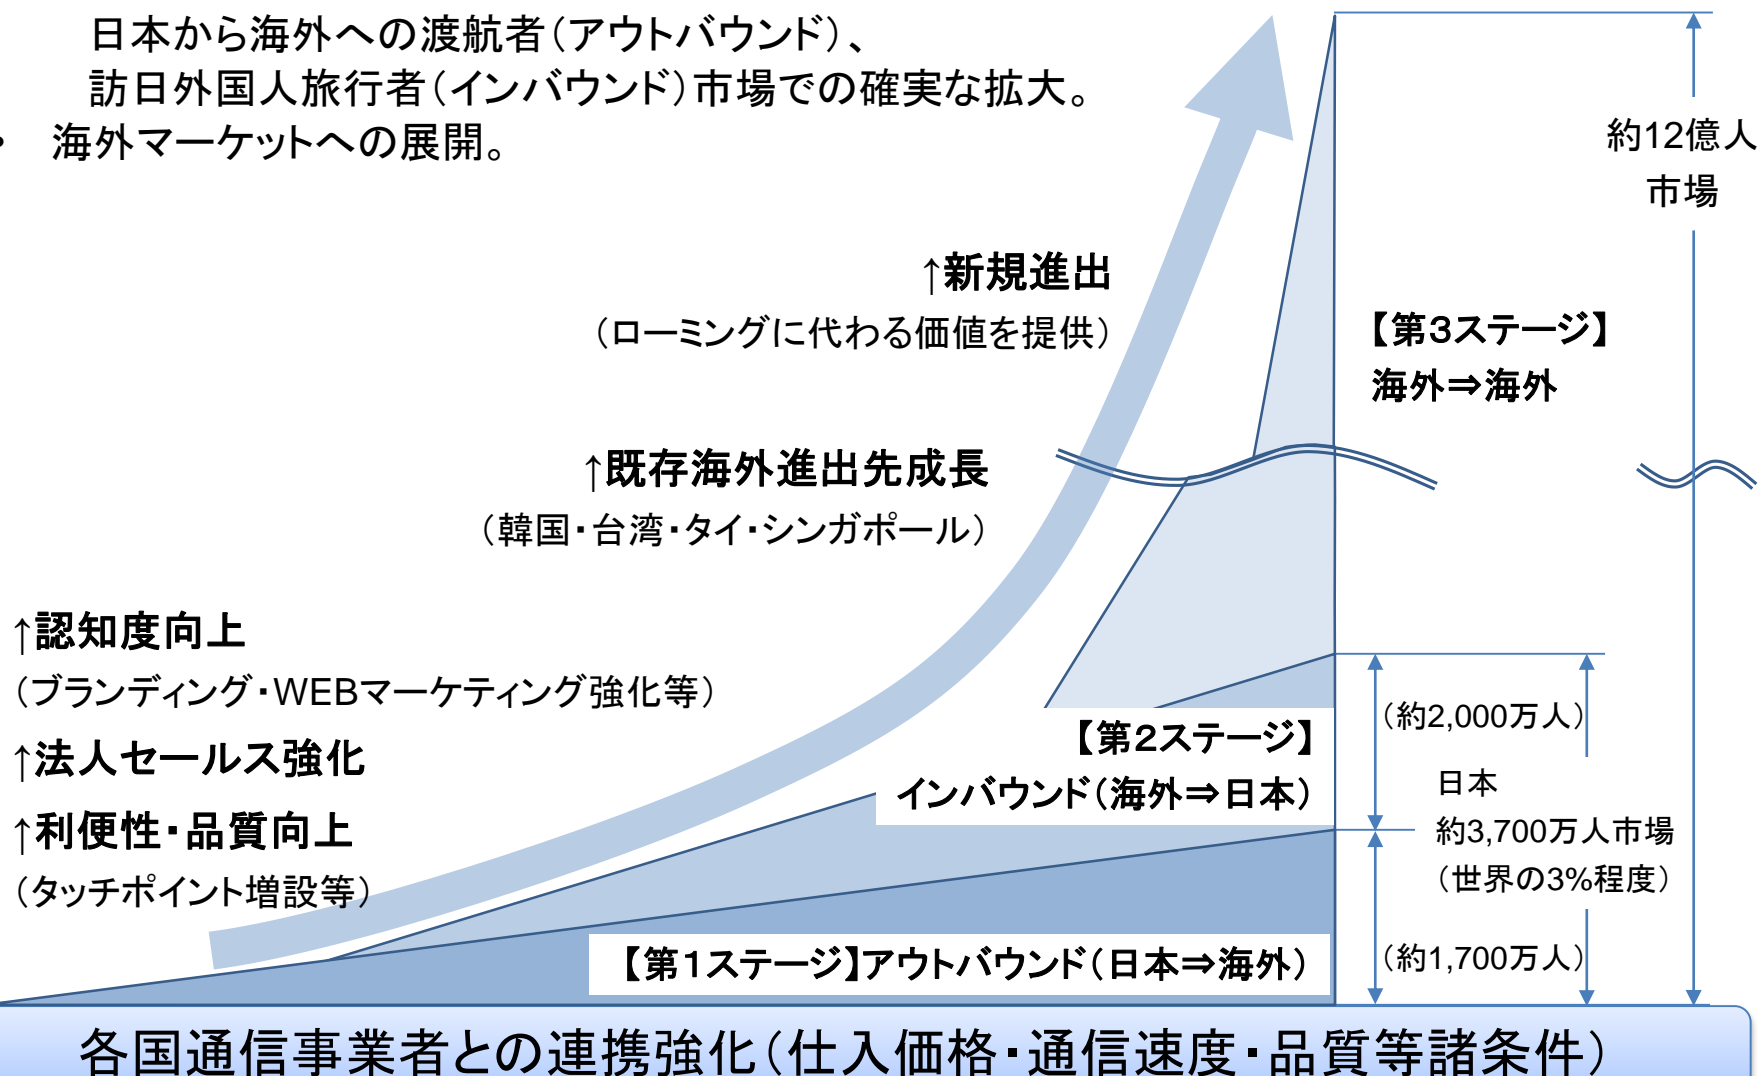 日本から海外への渡航者(アウトバウンド)、
訪日外国人旅行者(インバウンド)市場での確実な拡大。
・ 海外マーケットへの展開。
約12億人
市場
↑新規進出
(ローミングに代わる価値を提供)
【第3ステージ】
海外⇒海外
↑既存海外進出先成長
(韓国・台湾・タイ・シンガポール)
↑認知度向上
(ブランディング・WEBマーケティング強化等)
↑法人セールス強化
↑利便性・品質向上
(タッチポイント増設等)
【第2ステージ】
インバウンド(海外⇒日本)
(約2,000万人)
日本
約3,700万人市場
(世界の3%程度)
(約1,700万人)
【第1ステージ】アウトバウンド(日本⇒海外)
各国通信事業者との連携強化(仕入価格・通信速度・品質等諸条件)